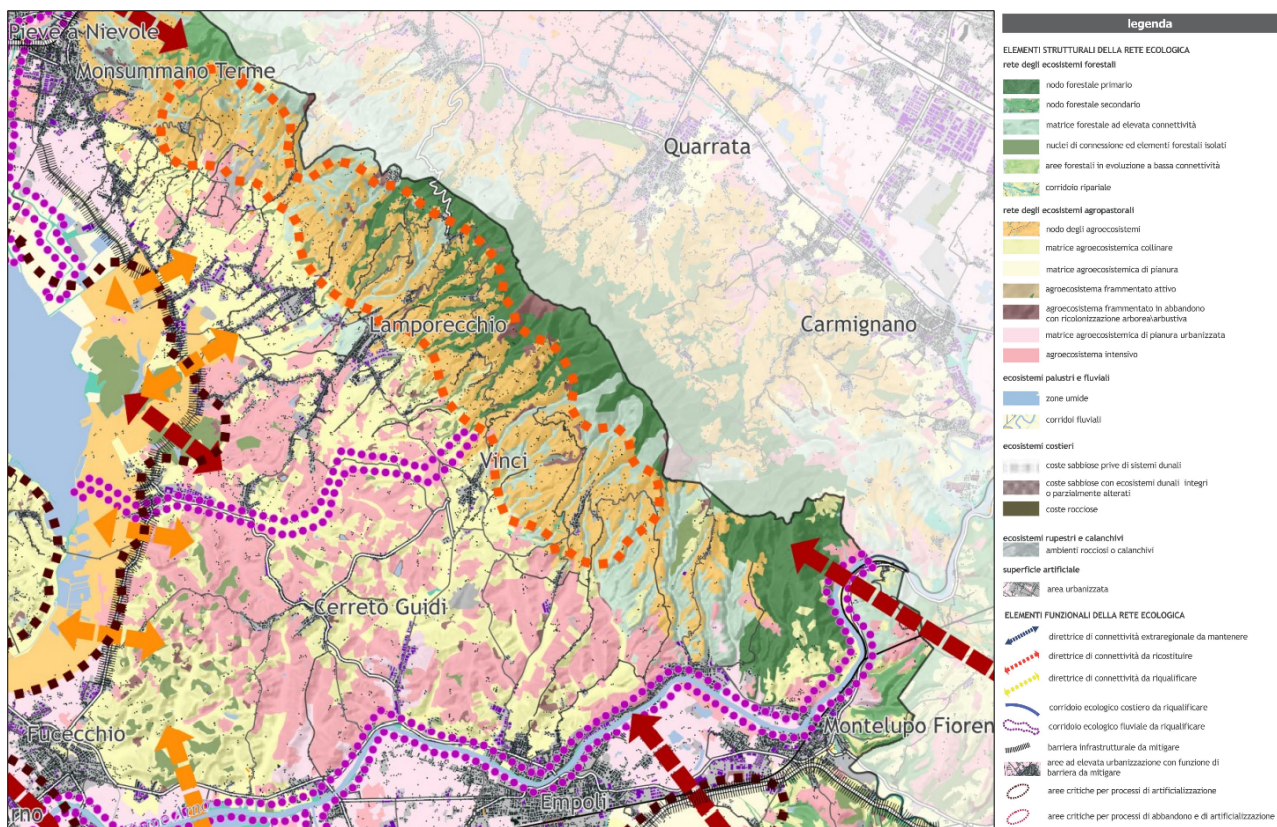 Pieve a Nievole
Monsummano Terme
Quarrata
Carmignano
Lamporecchio
Vinci
Cerreto Guidi
Fucecchio
Montelupo Fioren
Empoli
rno
legenda
ELEMENTI STRUTTURALI DELLA RETE ECOLOGICA
rete degli ecosistemi forestali
nodo forestale primario
nodo forestale secondario
matrice forestale ad elevata connettività
nuclei di connessione ed elementi forestali isolati
aree forestali in evoluzione a bassa connettività
corridoio ripariale
rete degli ecosistemi agropastorali
nodo degli agroecosistemi
matrice agroecosistemica collinare
matrice agroecosistemica di pianura
agroecosistema frammentato attivo
agroecosistema frammentato in abbandono
con ricolonizzazione arborea\arbustiva
matrice agroecosistemica di pianura urbanizzata
agroecosistema intensivo
ecosistemi palustri e fluviali
zone umide
corridoi fluviali
ecosistemi costieri
coste sabbiose prive di sistemi dunali
coste sabbiose con ecosistemi dunali integri
o parzialmente alterati
coste rocciose
ecosistemi rupestri e calanchivi
ambienti rocciosi o calanchivi
superficie artificiale
area urbanizzata
ELEMENTI FUNZIONALI DELLA RETE ECOLOGICA
direttrice di connettività extraregionale da mantenere
direttrice di connettività da ricostituire
direttrice di connettività da riqualificare
corridoio ecologico costiero da riqualificare
corridoio ecologico fluviale da riqualificare
barriera infrastrutturale da mitigare
aree ad elevata urbanizzazione con funzione di
barriera da mitigare
aree critiche per processi di artificializzazione
aree critiche per processi di abbandono e di artificializzazione